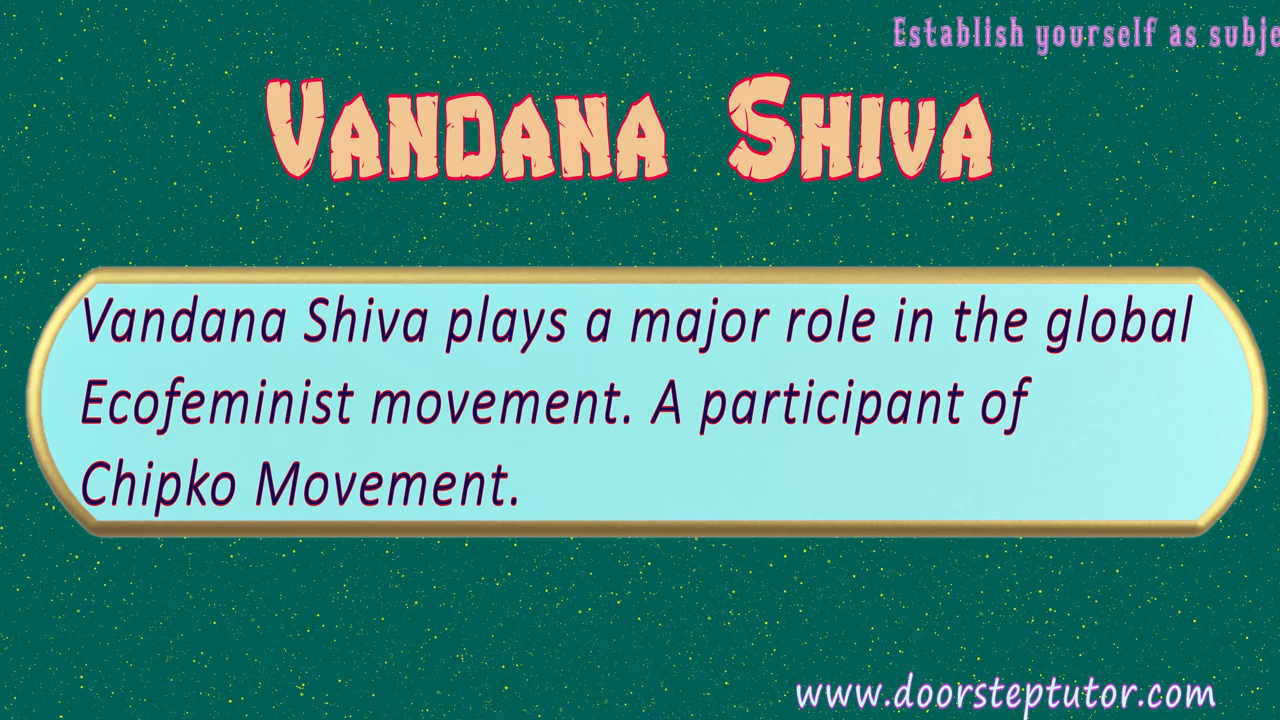 Establish yourself as
Vandana Shiva
Vandana Shiva plays a major role in the global
Ecofeminist movement. A participant of
Chipko Movement.
www.doorsteptutor.com